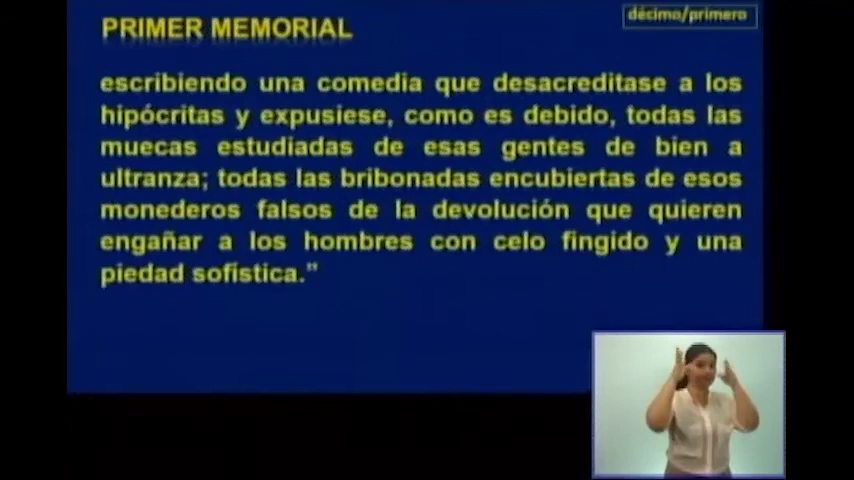 PRIMER MEMORIAL
décimo/primero
escribiendo una comedia que desacreditase a los
hipócritas y expusiese, como es debido, todas las
muecas estudiadas de esas gentes de bien a
ultranza; todas las bribonadas encubiertas de esos
monederos falsos de la devolución que quieren
engañar a los hombres con celo fingido y una
piedad sofística."